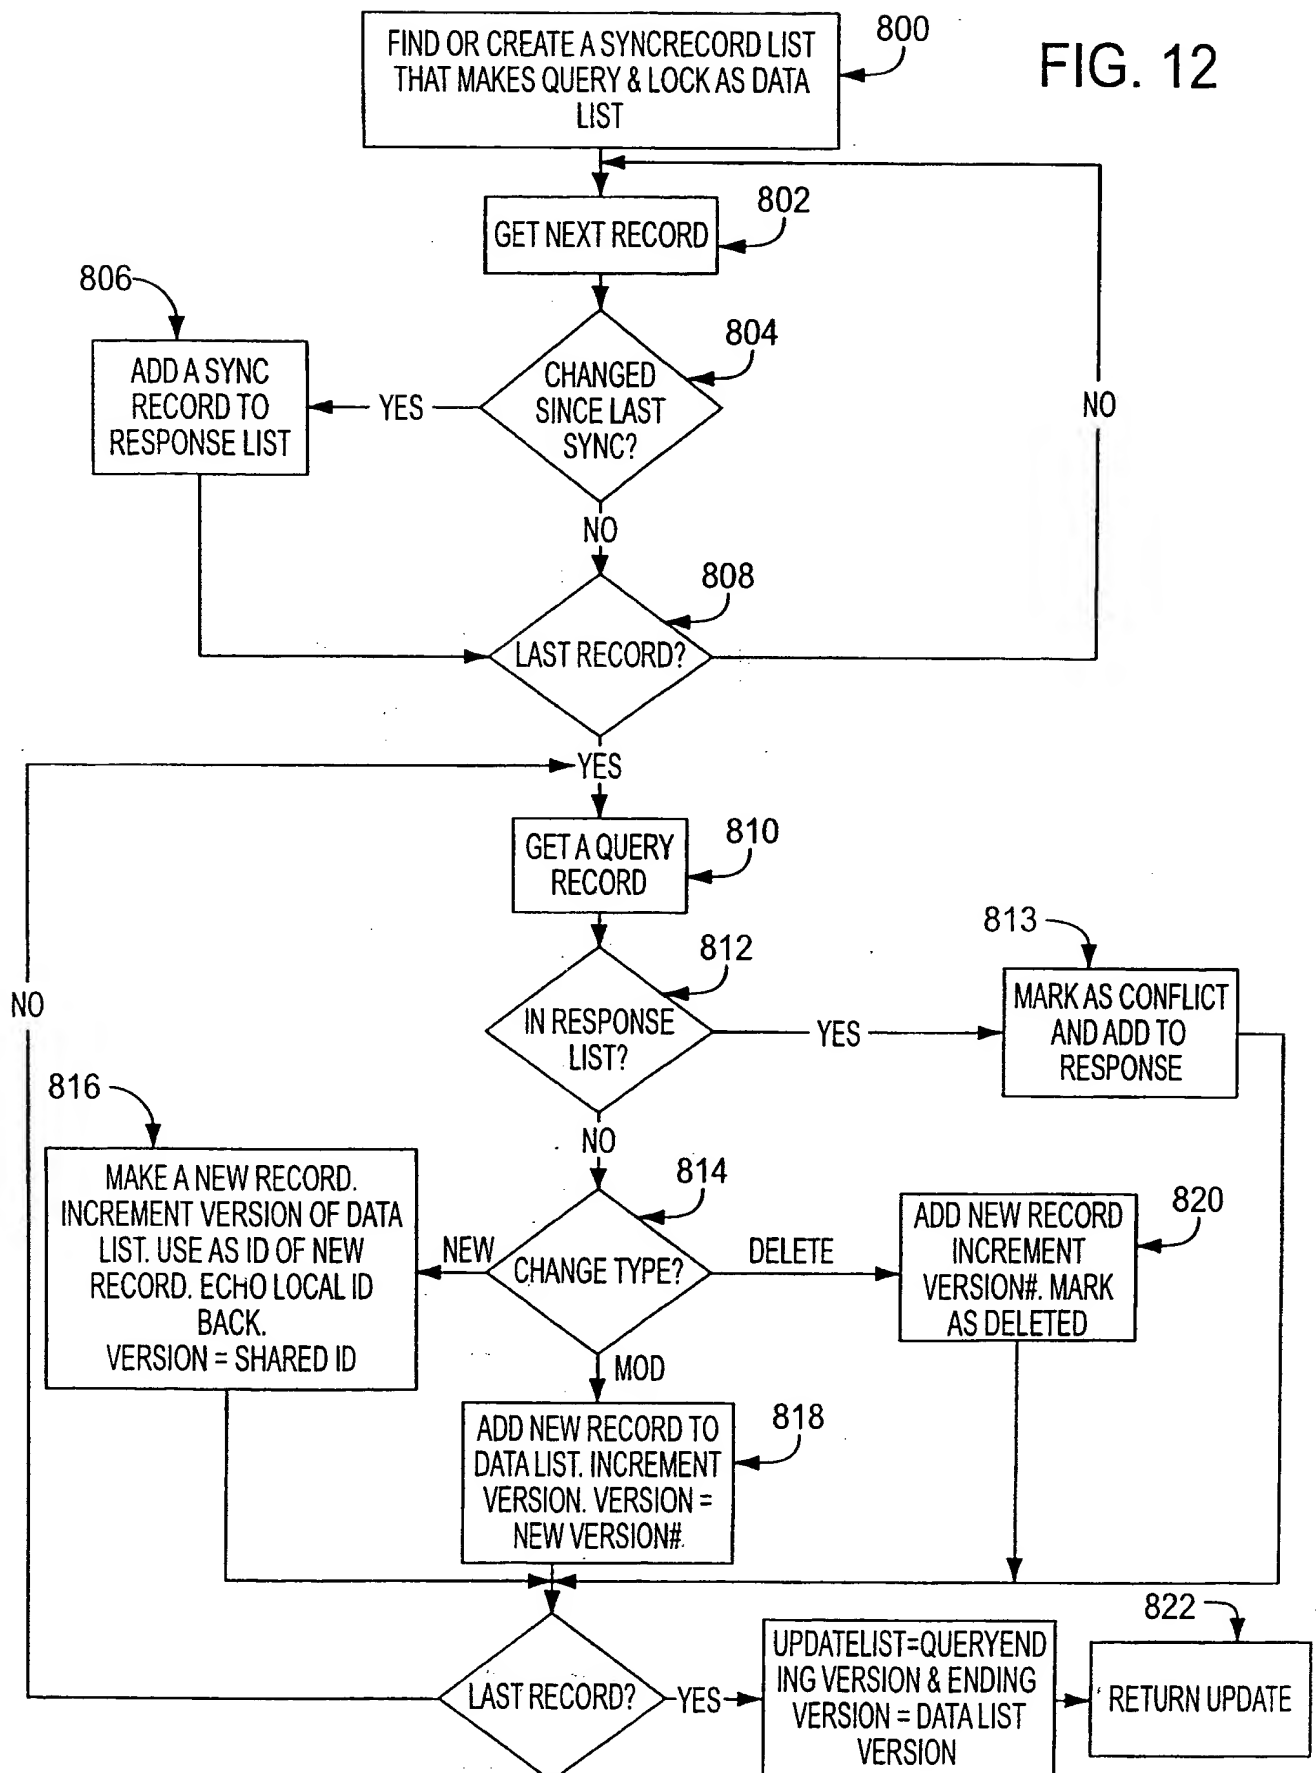 FIG. 12
FIND OR CREATE A SYNCRECORD LIST
THAT MAKES QUERY & LOCK AS DATA
LIST
800
GET NEXT RECORD
802
806
ADD A SYNC
RECORD TO
RESPONSE LIST
YES
CHANGED
SINCE LAST
SYNC?
804
NO
NO
LAST RECORD?
808
YES
GET A QUERY
RECORD
810
NO
IN RESPONSE
LIST?
812
YES
813
MARK AS CONFLICT
AND ADD TO
RESPONSE
NO
816
MAKE A NEW RECORD.
INCREMENT VERSION OF DATA
LIST. USE AS ID OF NEW
RECORD. ECHO LOCAL ID
BACK.
VERSION = SHARED ID
NEW
CHANGE TYPE?
814
DELETE
ADD NEW RECORD
INCREMENT
VERSION#. MARK
AS DELETED
820
MOD
ADD NEW RECORD TO
DATA LIST. INCREMENT
VERSION. VERSION =
NEW VERSION#
818
LAST RECORD?
YES
UPDATELIST=QUERYEND
ING VERSION & ENDING
VERSION = DATA LIST
VERSION
822
RETURN UPDATE